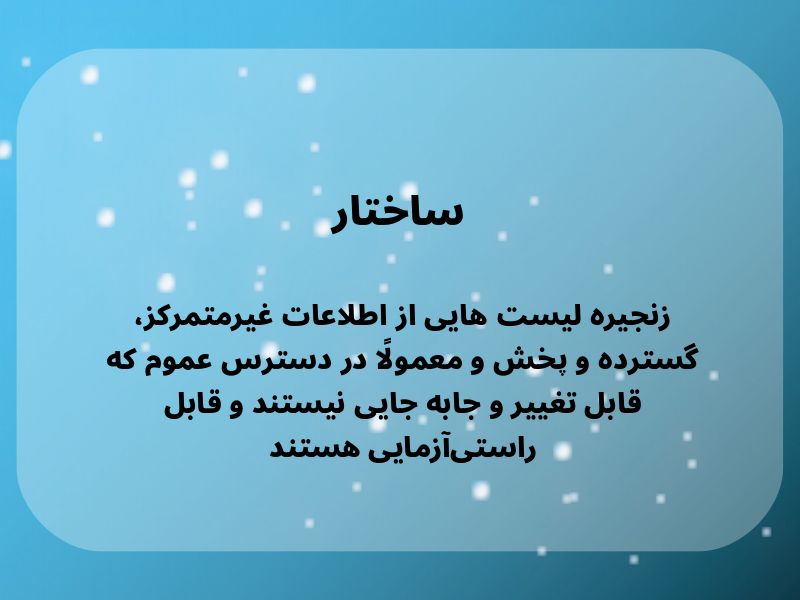 ساختار
زنجیره لیست هایی از اطلاعات غیرمتمرکز،
گسترده و پخش و معمولًا در دسترس عموم که
قابل تغییر و جابه جایی نیستند و قابل
راستی‌آزمایی هستند